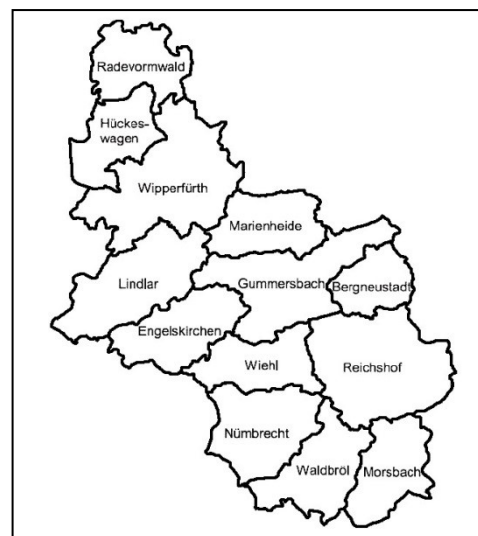 Radevormwald
Hückes-
wagen
Wipperfürth
Marienheide
Lindlar
Gummersbach
Bergneustadt
Engelskirchen
Wiehl
Reichshof
Nümbrecht
Waldbröl
Morsbach